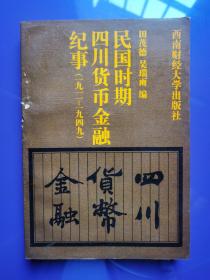 西南财经大学出版社
田茂德 吴瑞雨 编
民国时期
四川货币金融
纪事(一九一一—一九四九)
四川
貨幣
金融